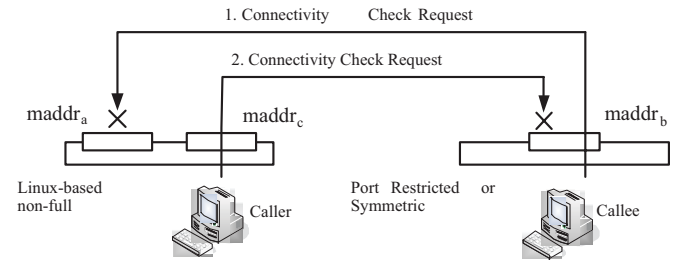 1. Connectivity Check Request
2. Connectivity Check Request
maddra
maddrc
maddrb
Linux-based
non-full
Caller
Port Restricted or
Symmetric
Callee